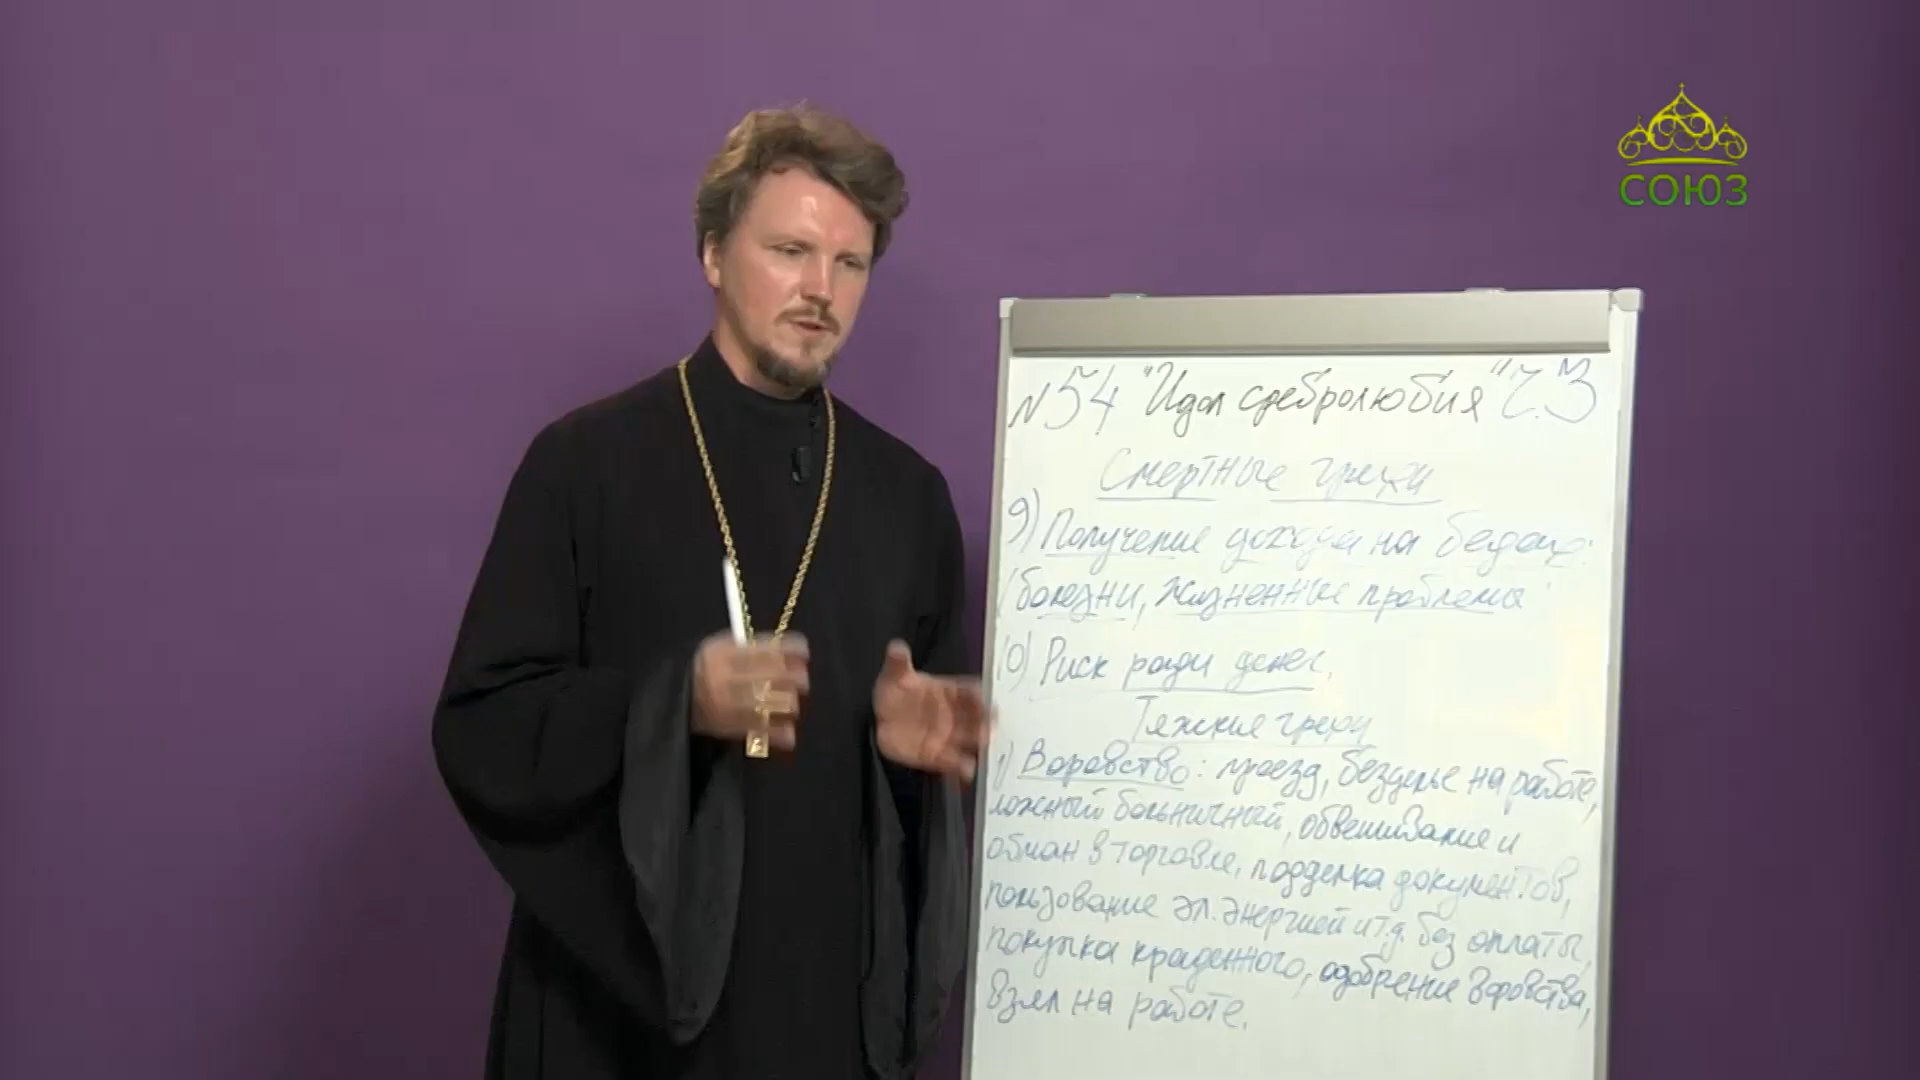 СОЮЗ
N54 "Идол сребролюбия" Ч.3
Смертные грехи
9) Получение дохода на беде:
(болезни, жизненные проблемы
10) Риск ради денег.
Тяжкие грехи
1) Воровство: проезд, безделье на работе,
ложный больничный, обвешивание и
обман в торговле, подделка документов,
пользование эл. энергией и т.д. без оплаты,
покупка краденного, одобрение воровства,
взял на работе.